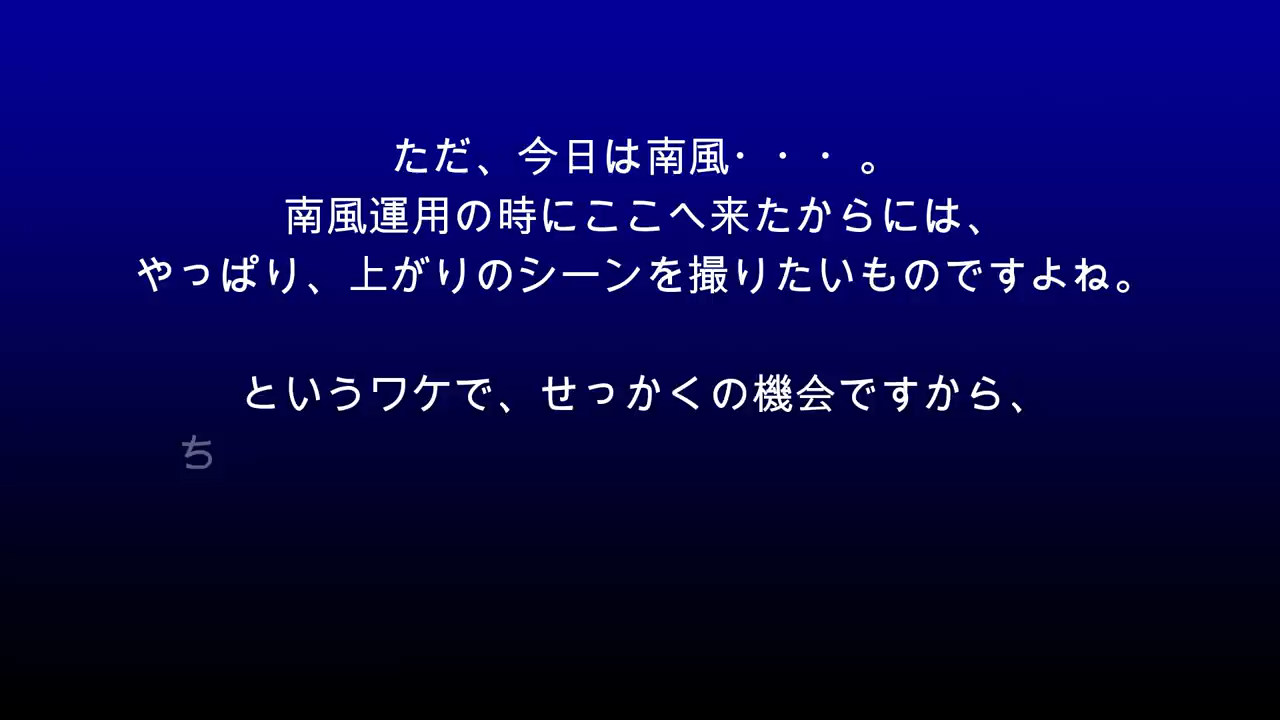 ただ、今日は南風・・・。
南風運用の時にここへ来たからには、
やっぱり、上がりのシーンを撮りたいものですよね。
というワケで、せっかくの機会ですから、
ち